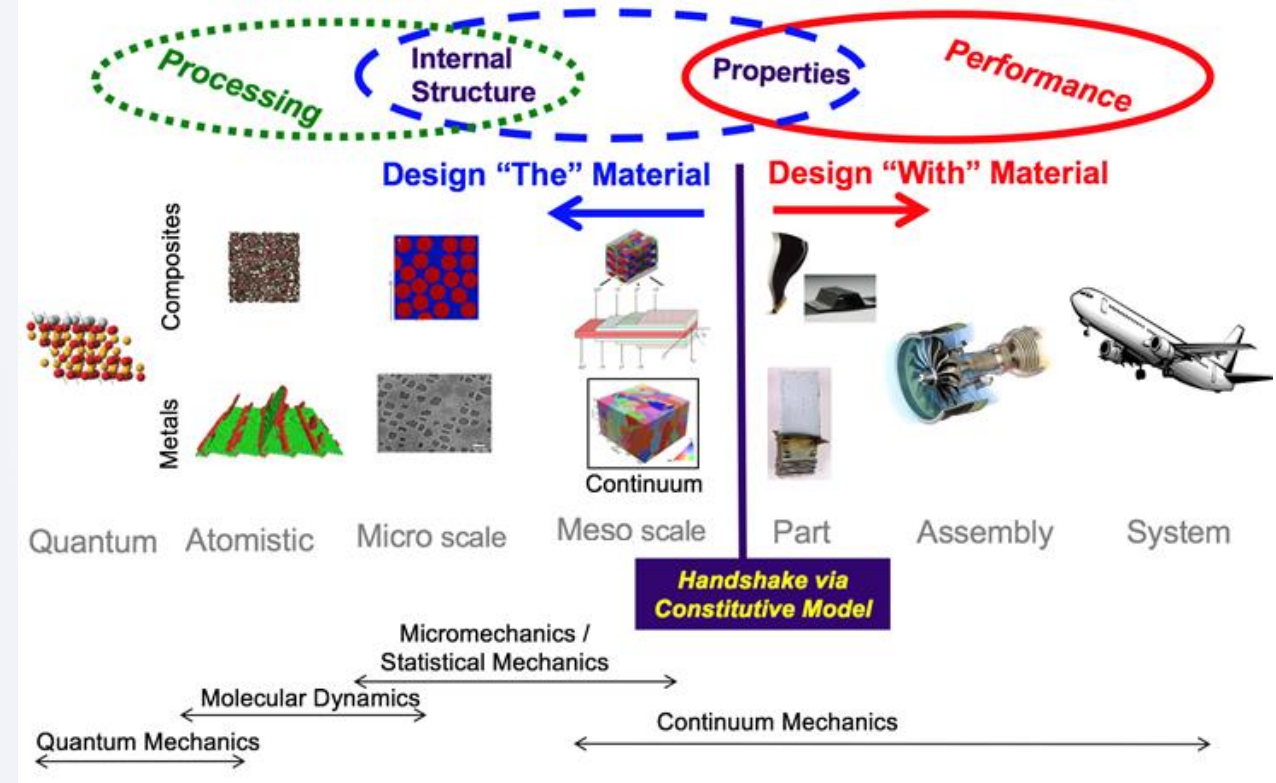 Processing
Internal
Structure
Properties
Performance
Design “The” Material
Design “With” Material
Composites
Metals
Continuum
Quantum
Atomistic
Micro scale
Meso scale
Part
Assembly
System
Handshake via
Constitutive Model
Micromechanics /
Statistical Mechanics
Molecular Dynamics
Continuum Mechanics
Quantum Mechanics